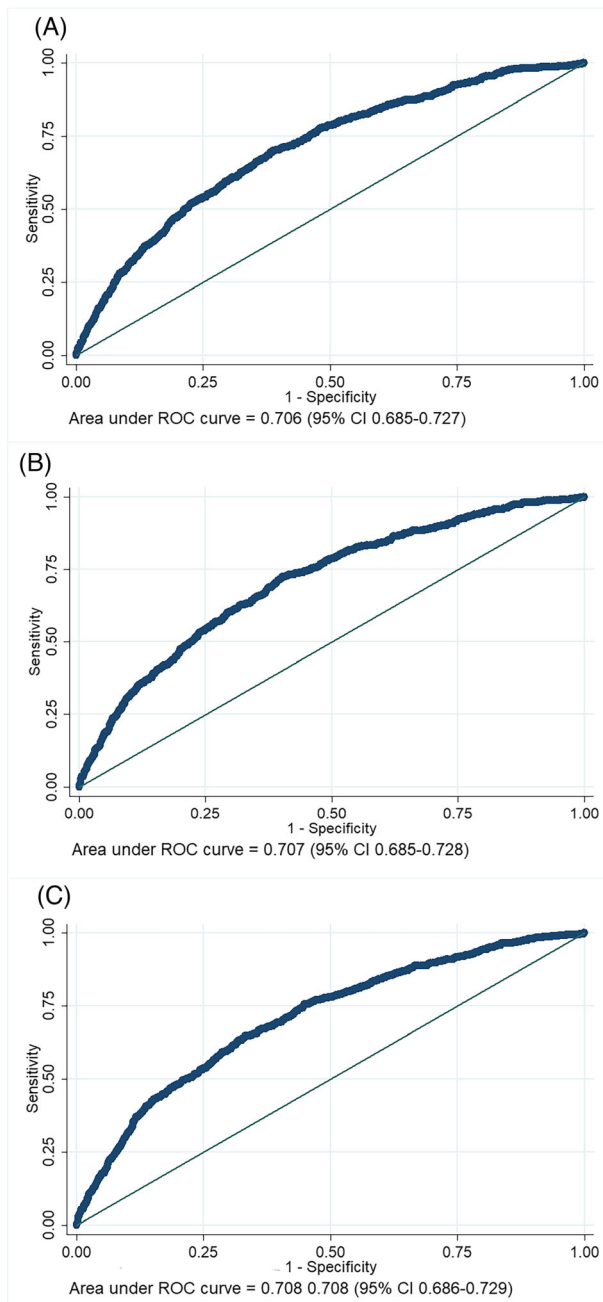 (A)
1.00
0.75
0.50
0.25
0.00
Sensitivity
0.00 0.25 0.50 0.75 1.00
1 - Specificity
Area under ROC curve = 0.706 (95% CI 0.685-0.727)
(B)
1.00
0.75
0.50
0.25
0.00
Sensitivity
0.00 0.25 0.50 0.75 1.00
1 - Specificity
Area under ROC curve = 0.707 (95% CI 0.685-0.728)
(C)
1.00
0.75
0.50
0.25
0.00
Sensitivity
0.00 0.25 0.50 0.75 1.00
1 - Specificity
Area under ROC curve = 0.708 0.708 (95% CI 0.686-0.729)